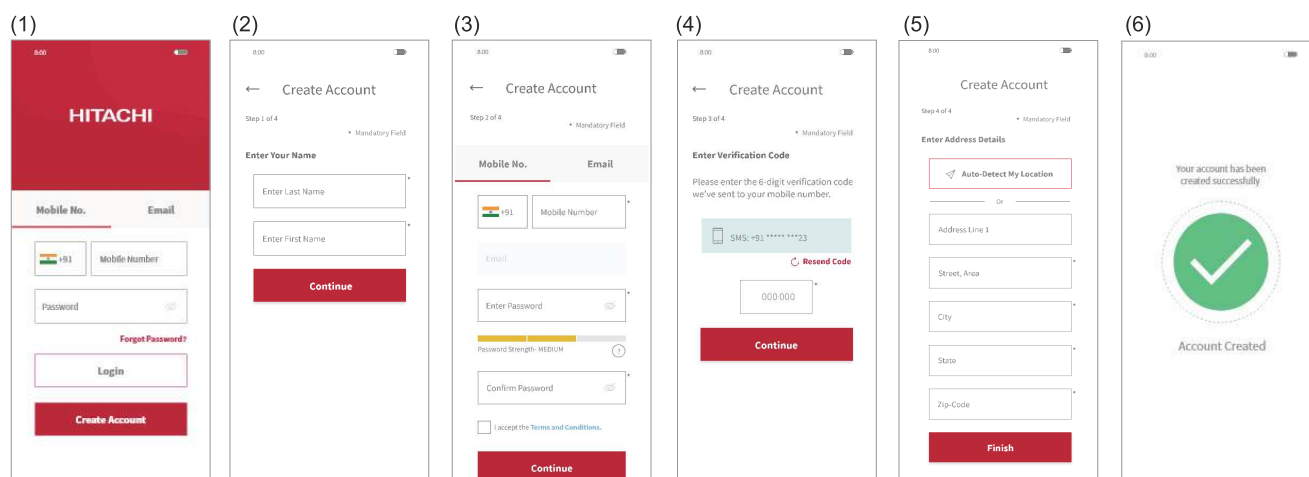 (1)
8:00
HITACHI
Mobile No. Email
+91 Mobile Number
Password
Forgot Password?
Login
Create Account
(2)
8:00
← Create Account
Step 1 of 4
* Mandatory Field
Enter Your Name
Enter Last Name *
Enter First Name *
Continue
(3)
8:00
← Create Account
Step 2 of 4
* Mandatory Field
Mobile No. Email
+91 Mobile Number *
Email
Enter Password *
Password Strength- MEDIUM ?
Confirm Password *
I accept the Terms and Conditions.
Continue
(4)
8:00
← Create Account
Step 3 of 4
* Mandatory Field
Enter Verification Code
Please enter the 6-digit verification code
we've sent to your mobile number.
SMS: +91 ***** ***23
Resend Code
000-000 *
Continue
(5)
8:00
Create Account
Step 4 of 4
* Mandatory Field
Enter Address Details
Auto-Detect My Location
Or
Address Line 1
Street, Area *
City *
State *
Zip-Code *
Finish
(6)
8:00
Your account has been
created successfully
Account Created